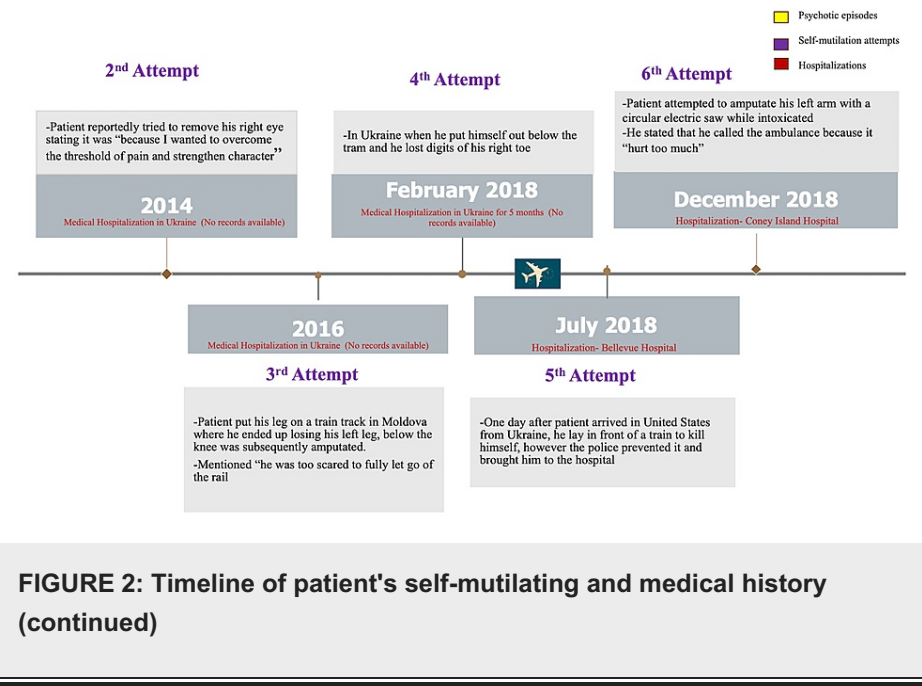 Psychotic episodes
Self-mutilation attempts
Hospitalizations
2nd Attempt
-Patient reportedly tried to remove his right eye
stating it was "because I wanted to overcome
the threshold of pain and strengthen character"
2014
Medical Hospitalization in Ukraine (No records available)
4th Attempt
-In Ukraine when he put himself out below the
tram and he lost digits of his right toe
February 2018
Medical Hospitalization in Ukraine for 5 months (No
records available)
6th Attempt
-Patient attempted to amputate his left arm with a
circular electric saw while intoxicated
-He stated that he called the ambulance because it
"hurt too much"
December 2018
Hospitalization- Coney Island Hospital
2016
Medical Hospitalization in Ukraine (No records available)
3rd Attempt
-Patient put his leg on a train track in Moldova
where he ended up losing his left leg, below the
knee was subsequently amputated.
-Mentioned "he was too scared to fully let go of
the rail
July 2018
Hospitalization- Bellevue Hospital
5th Attempt
-One day after patient arrived in United States
from Ukraine, he lay in front of a train to kill
himself, however the police prevented it and
brought him to the hospital
FIGURE 2: Timeline of patient's self-mutilating and medical history
(continued)